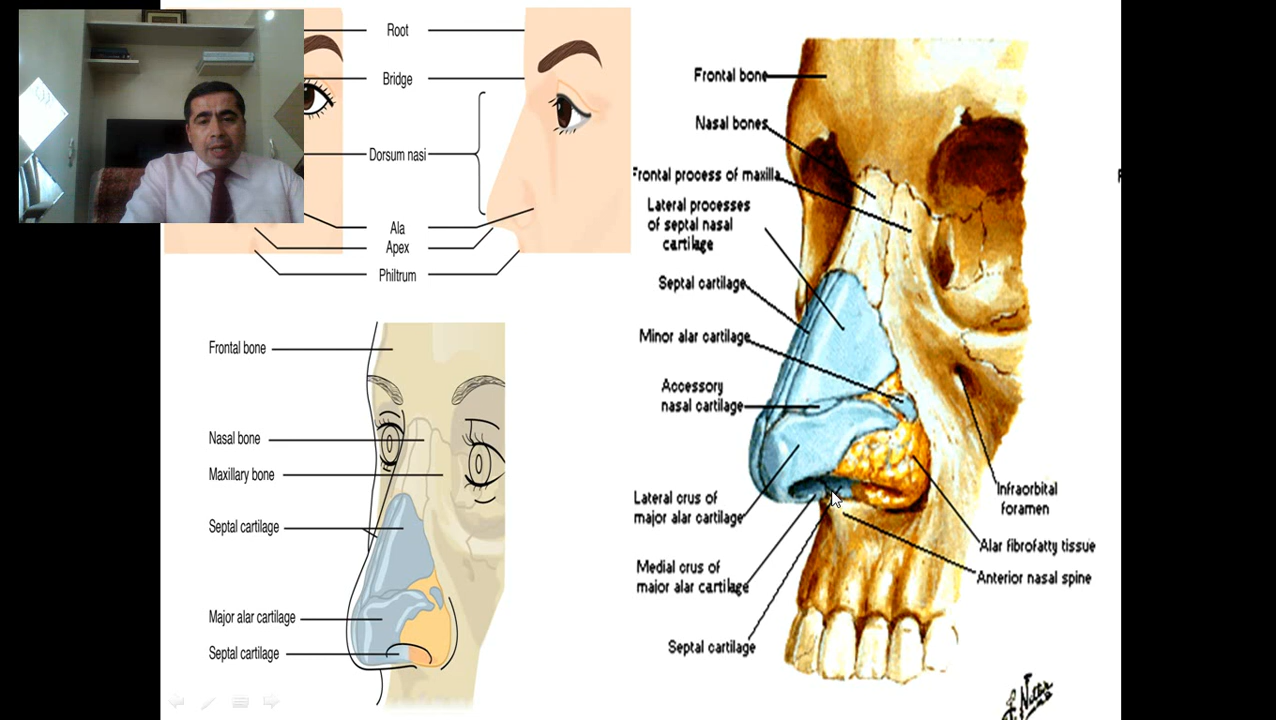 Root
Bridge
Dorsum nasi
Ala
Apex
Philtrum
Frontal bone
Nasal bone
Maxillary bone
Septal cartilage
Major alar cartilage
Septal cartilage
Frontal bone
Nasal bones
Frontal process of maxilla
Lateral processes
of septal nasal
cartilage
Septal cartilage
Minor alar cartilage
Accessory
nasal cartilage
Lateral crus of
major alar cartilage
Medial crus of
major alar cartilage
Septal cartilage
Infraorbital
foramen
Alar fibrofatty tissue
Anterior nasal spine